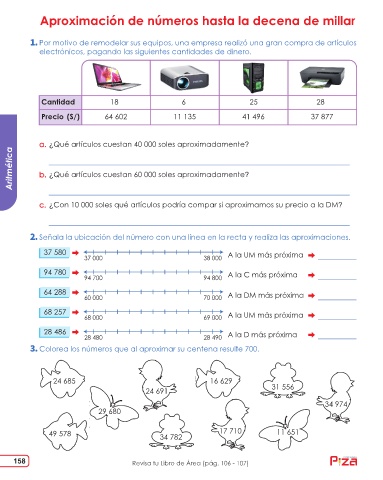 Aproximación de números hasta la decena de millar
1. Por motivo de remodelar sus equipos, una empresa realizó una gran compra de artículos
electrónicos, pagando las siguientes cantidades de dinero.
Cantidad 18 6 25 28
Precio (S/) 64 602 11 135 41 496 37 877
a. ¿Qué artículos cuestan 40 000 soles aproximadamente?
b. ¿Qué artículos cuestan 60 000 soles aproximadamente?
Aritmética
c. ¿Con 10 000 soles qué artículos podría compar si aproximamos su precio a la DM?
2. Señala la ubicación del número con una línea en la recta y realiza las aproximaciones.
37 580 37 000 38 000 A la UM más próxima
94 780 94 700 94 800 A la C más próxima
64 288 60 000 70 000 A la DM más próxima
68 257 68 000 69 000 A la UM más próxima
28 486 28 480 28 490 A la D más próxima
3. Colorea los números que al aproximar su centena resulte 700.
24 685 24 691 16 629 31 556
29 680 34 974
49 578 34 782 17 710 11 651
158 Revisa tu Libro de Área (pág. 106 - 107)